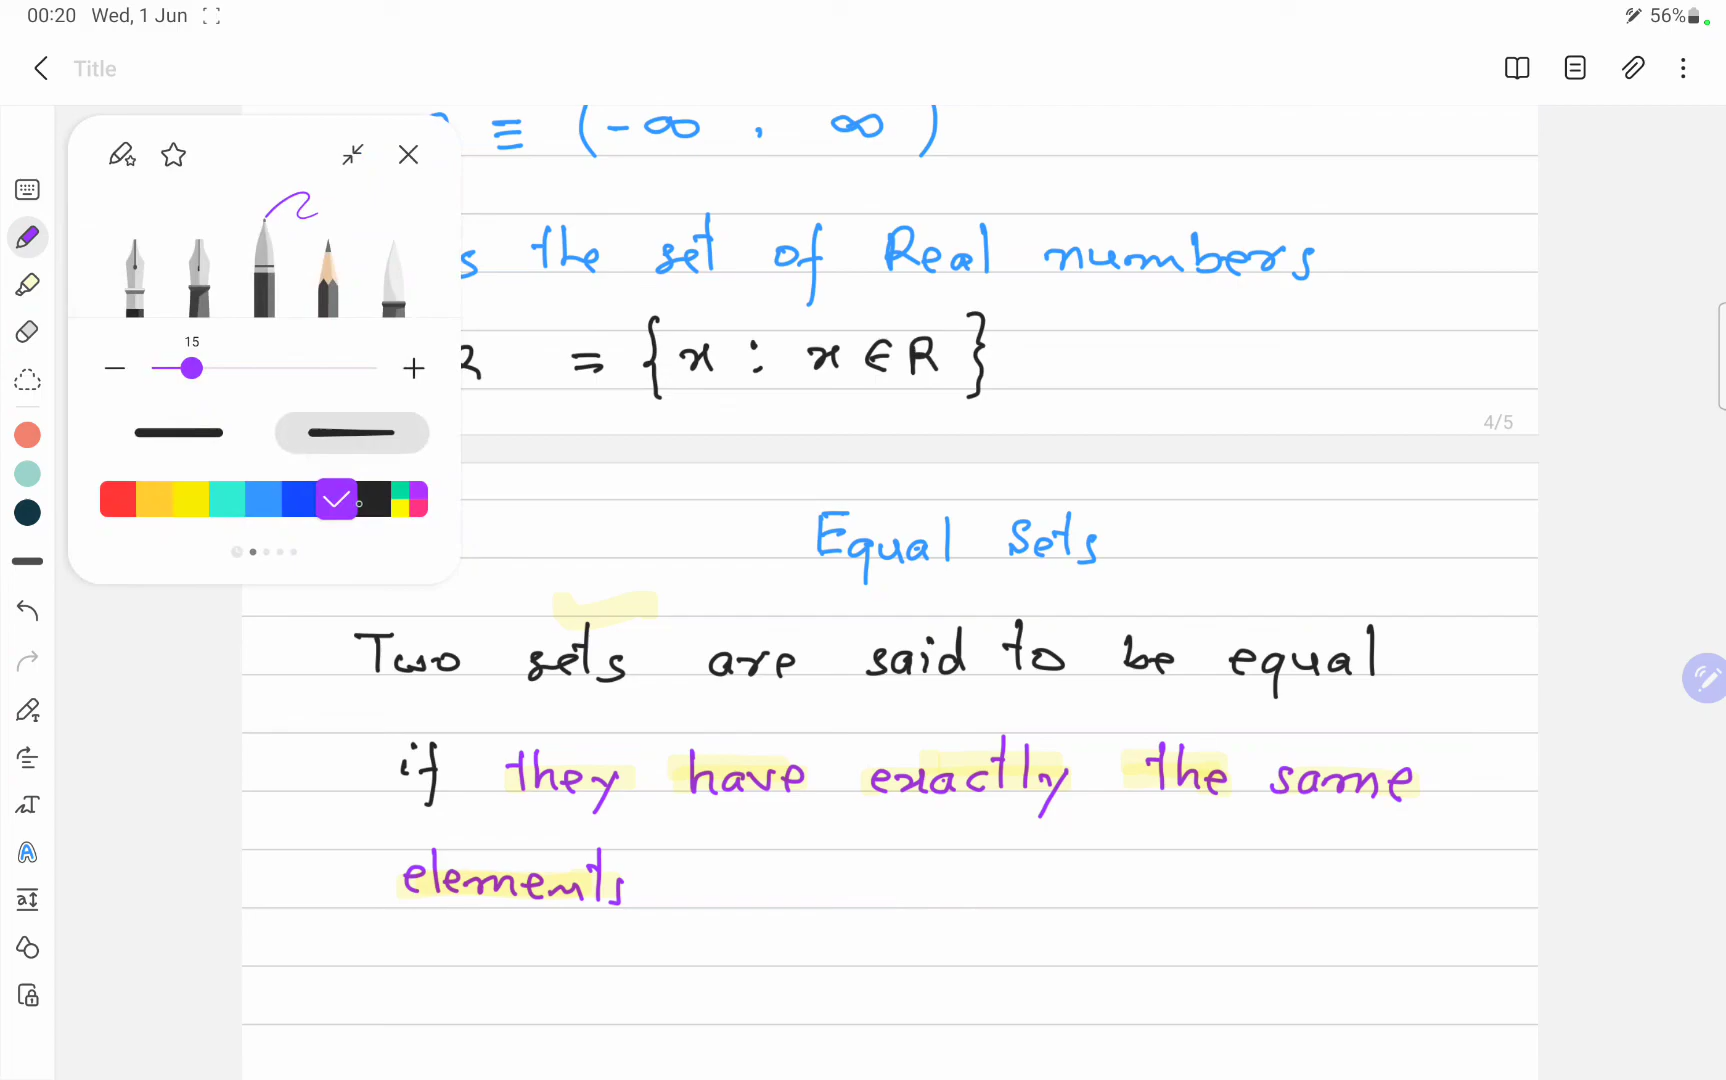 00:20 Wed, 1 Jun 56%
Title
≡ (-∞ , ∞)
s the set of Real numbers
= {x : x ∈ R}
15
4/5
Equal Sets
Two sets are said to be equal
if they have exactly the same
elements